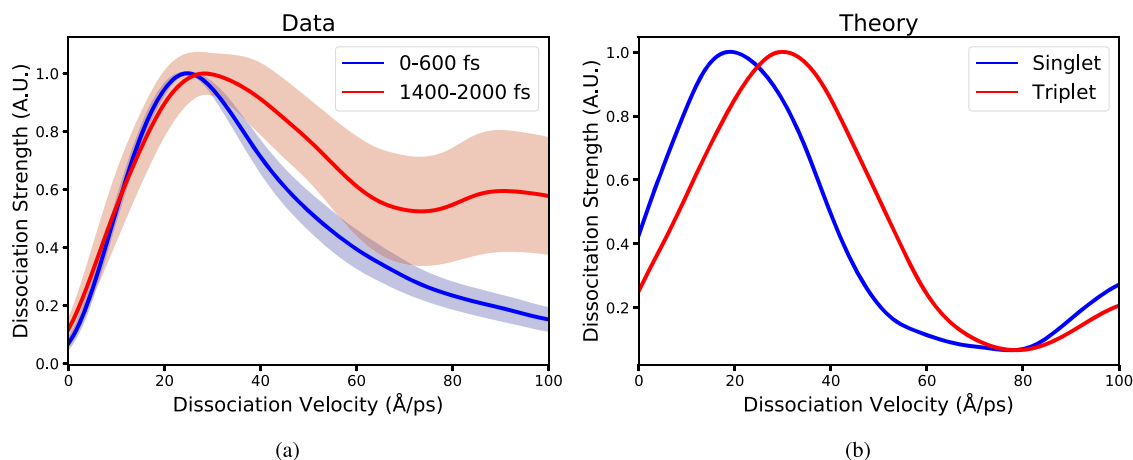 Data
Dissociation Strength (A.U.)
1.0
0.8
0.6
0.4
0.2
0.0
0-600 fs
1400-2000 fs
0 20 40 60 80 100
Dissociation Velocity (Å/ps)
(a)
Theory
Dissocitation Strength (A.U.)
1.0
0.8
0.6
0.4
0.2
Singlet
Triplet
0 20 40 60 80 100
Dissociation Velocity (Å/ps)
(b)